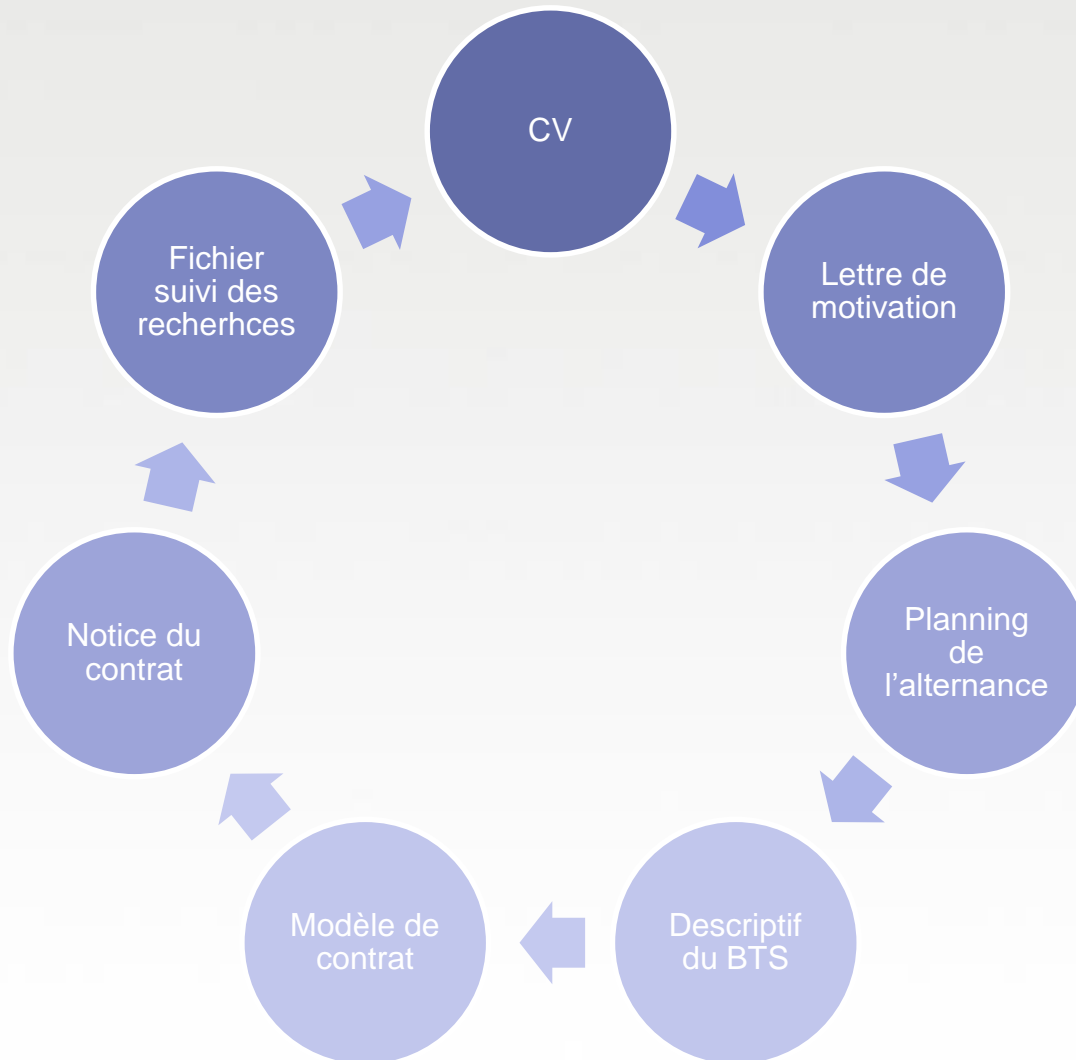 CV
Lettre de
motivation
Planning
de
l’alternance
Descriptif
du BTS
Modèle de
contrat
Notice du
contrat
Fichier
suivi des
recherhces